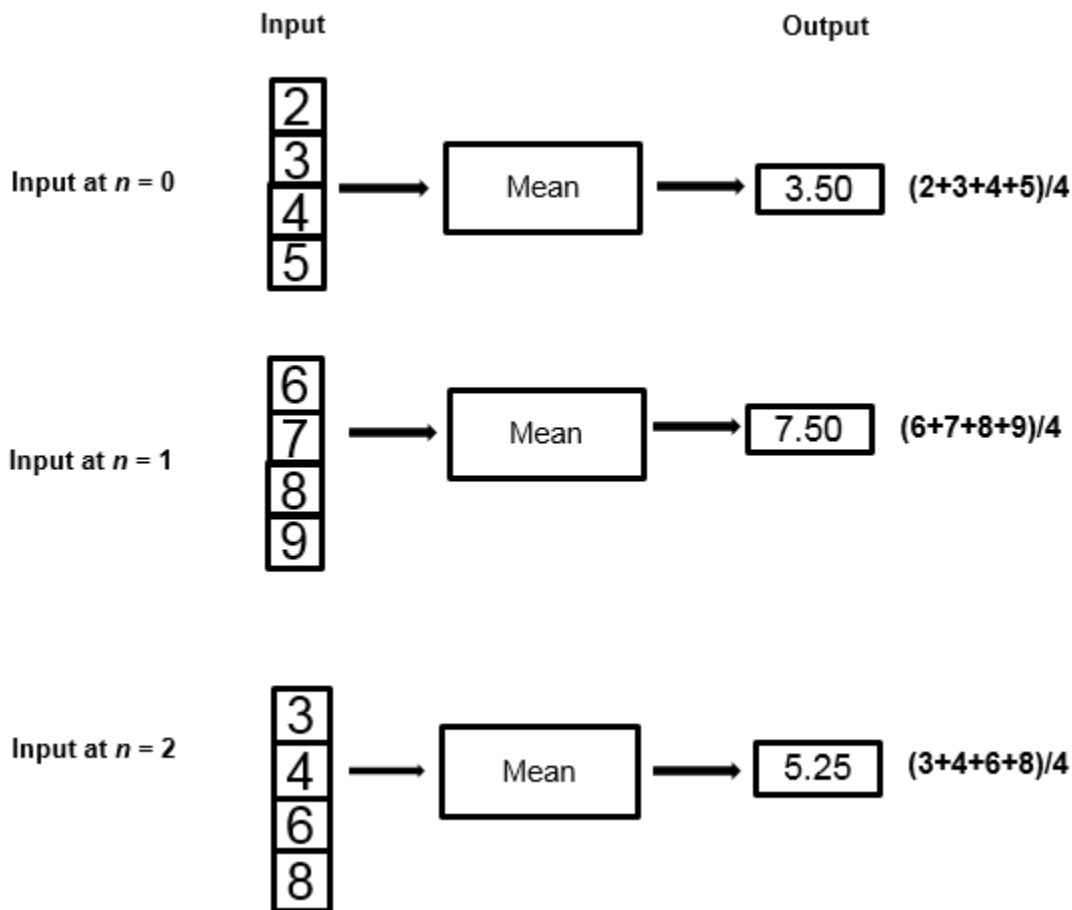 Input Output
2
3
Input at n = 0 Mean 3.50 (2+3+4+5)/4
4
5
6
7 Mean 7.50 (6+7+8+9)/4
Input at n = 1
8
9
3
Input at n = 2
4 Mean 5.25 (3+4+6+8)/4
6
8